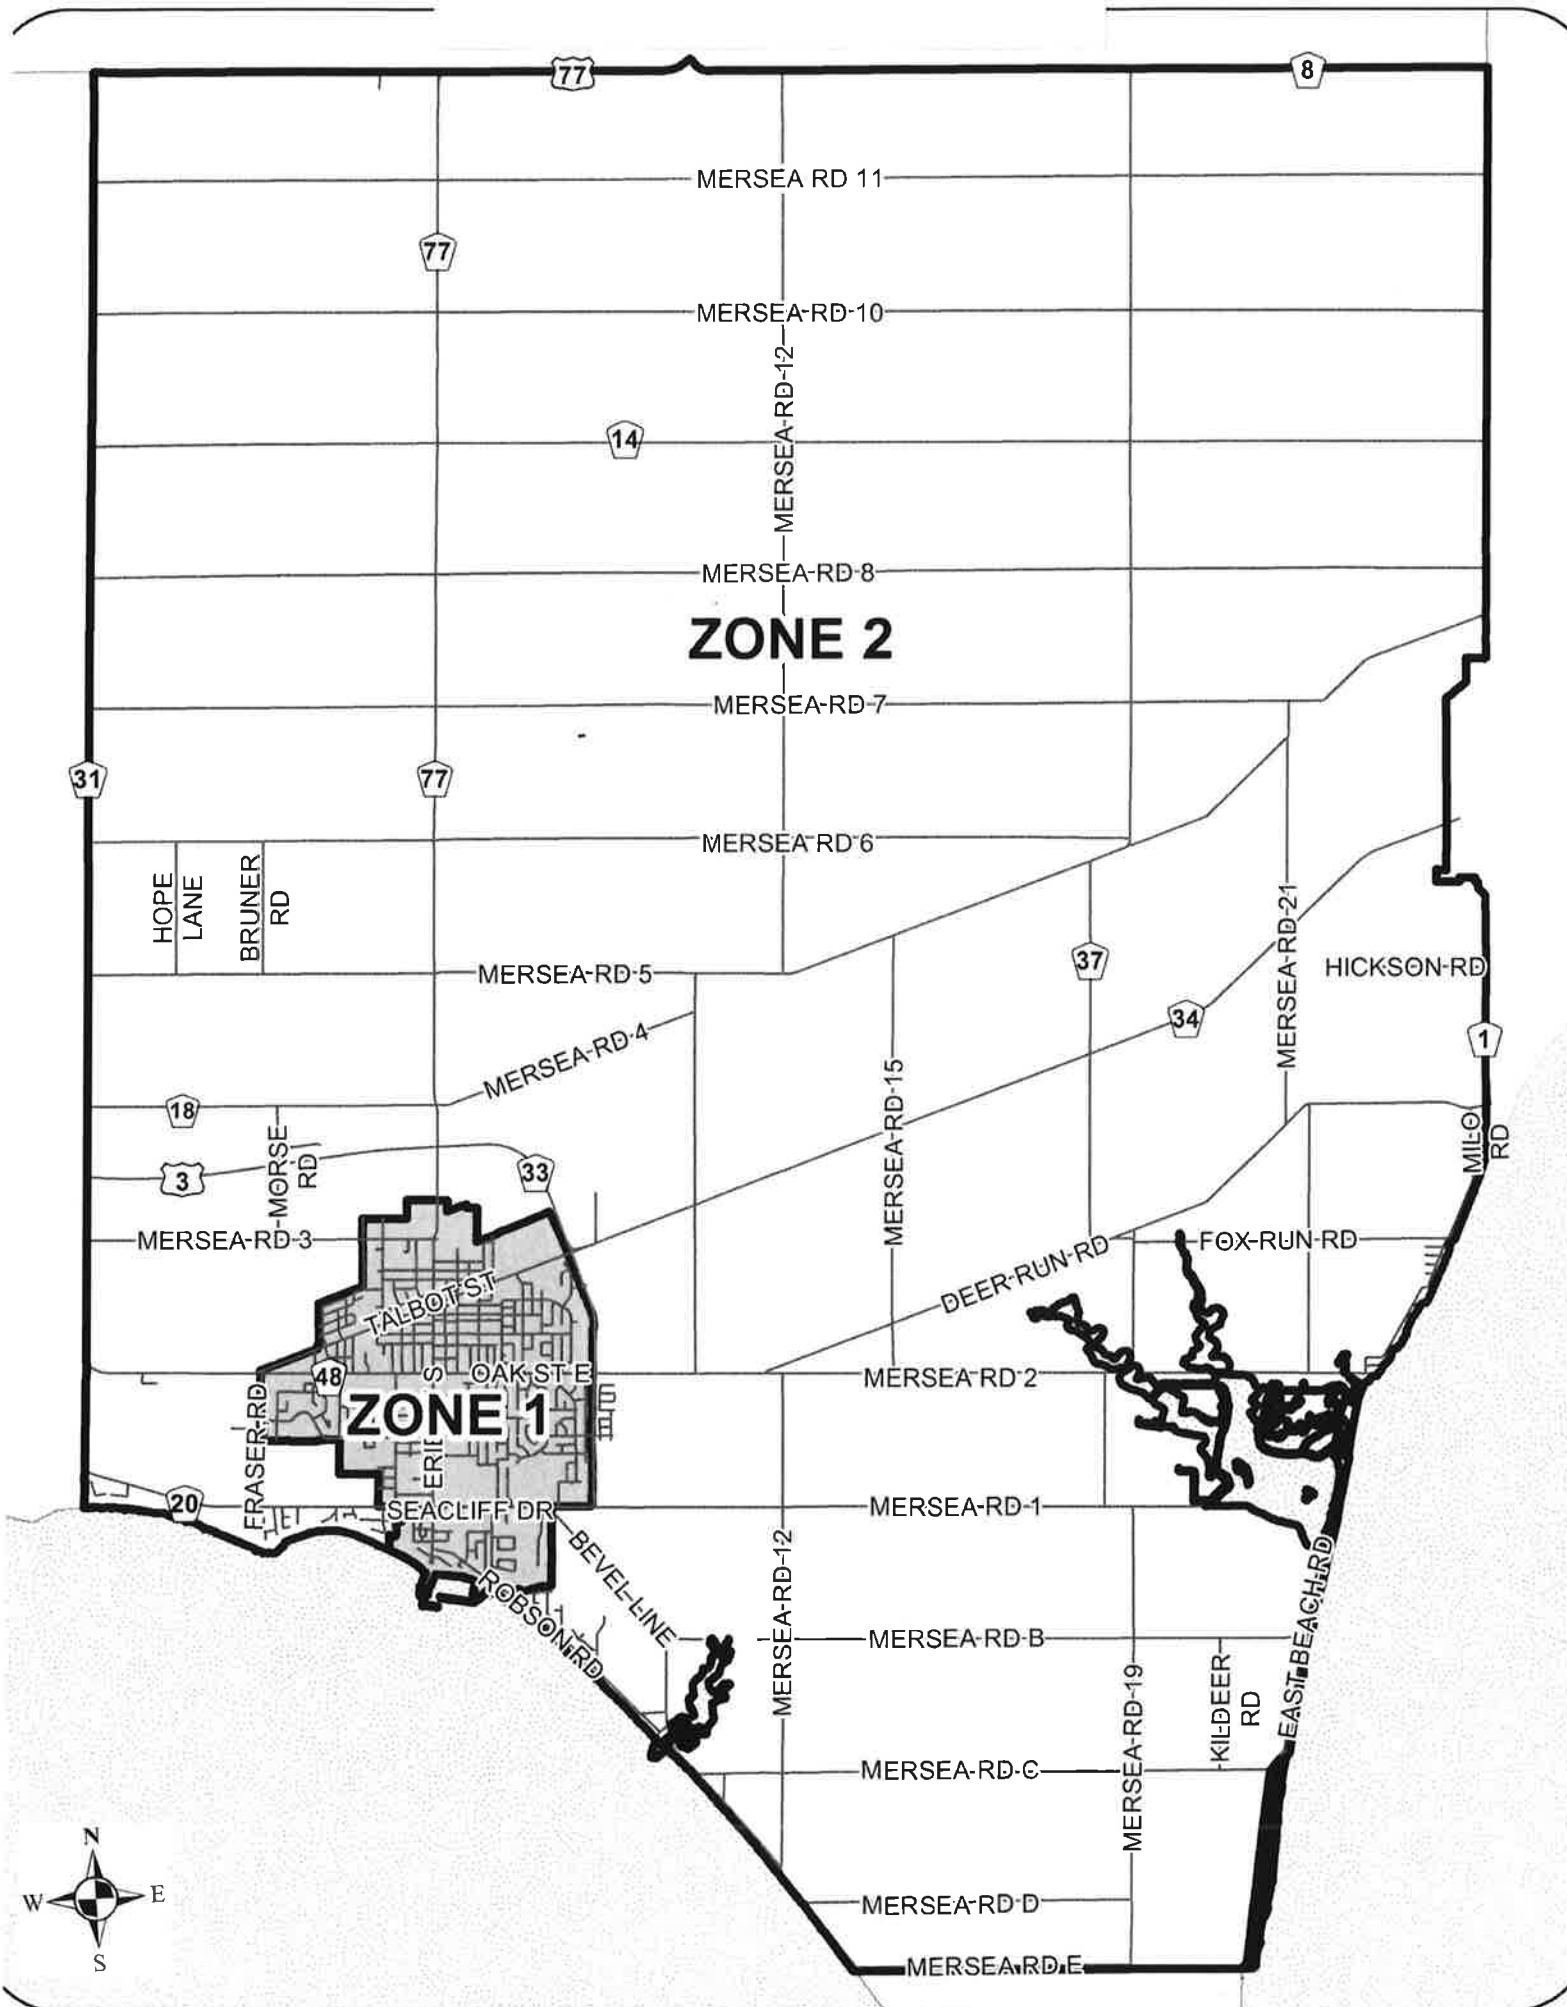 77
8
MERSEA RD 11
77
MERSEA RD 10
MERSEA RD 12
14
MERSEA RD 8
ZONE 2
MERSEA RD 7
31
77
MERSEA RD 6
HOPE
LANE
BRUNER
RD
MERSEA RD 5
37
MERSEA RD 21
HICKSON RD
34
1
MERSEA RD 4
MERSEA RD 15
18
MORSE
RD
MILO
RD
3
33
MERSEA RD 3
FOX RUN RD
DEER RUN RD
TALBOT ST
48
OAK ST E
MERSEA RD 2
ZONE 1
ERIE S
FRASER RD
20
SEACLIFF DR
MERSEA RD 1
BEVEL LINE
ROBSON RD
MERSEA RD 12
MERSEA RD B
EAST BEACH RD
KILDEER
RD
MERSEA RD 19
MERSEA RD C
N
W
E
S
MERSEA RD D
MERSEA RD E